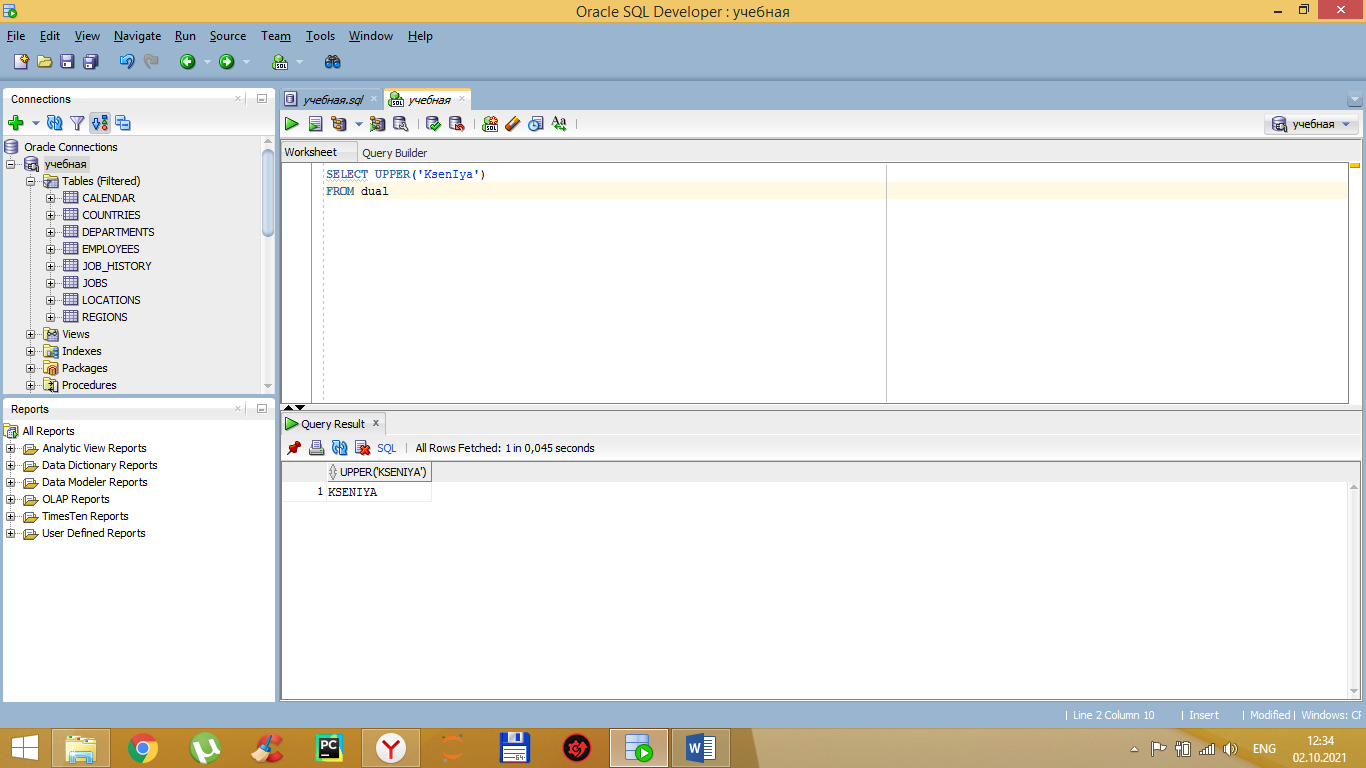 Oracle SQL Developer : учебная
File Edit View Navigate Run Source Team Tools Window Help
Connections
Oracle Connections
учебная
Tables (Filtered)
CALENDAR
COUNTRIES
DEPARTMENTS
EMPLOYEES
JOB_HISTORY
JOBS
LOCATIONS
REGIONS
Views
Indexes
Packages
Procedures
Reports
All Reports
Analytic View Reports
Data Dictionary Reports
Data Modeler Reports
OLAP Reports
TimesTen Reports
User Defined Reports
учебная.sql учебная
учебная
Worksheet Query Builder
SELECT UPPER('KsenIya')
FROM dual
Query Result
SQL | All Rows Fetched: 1 in 0,045 seconds
UPPER('KSENIYA')
1 KSENIYA
| Line 2 Column 10 | Insert | Modified | Windows: CF
ENG
12:34
02.10.2021